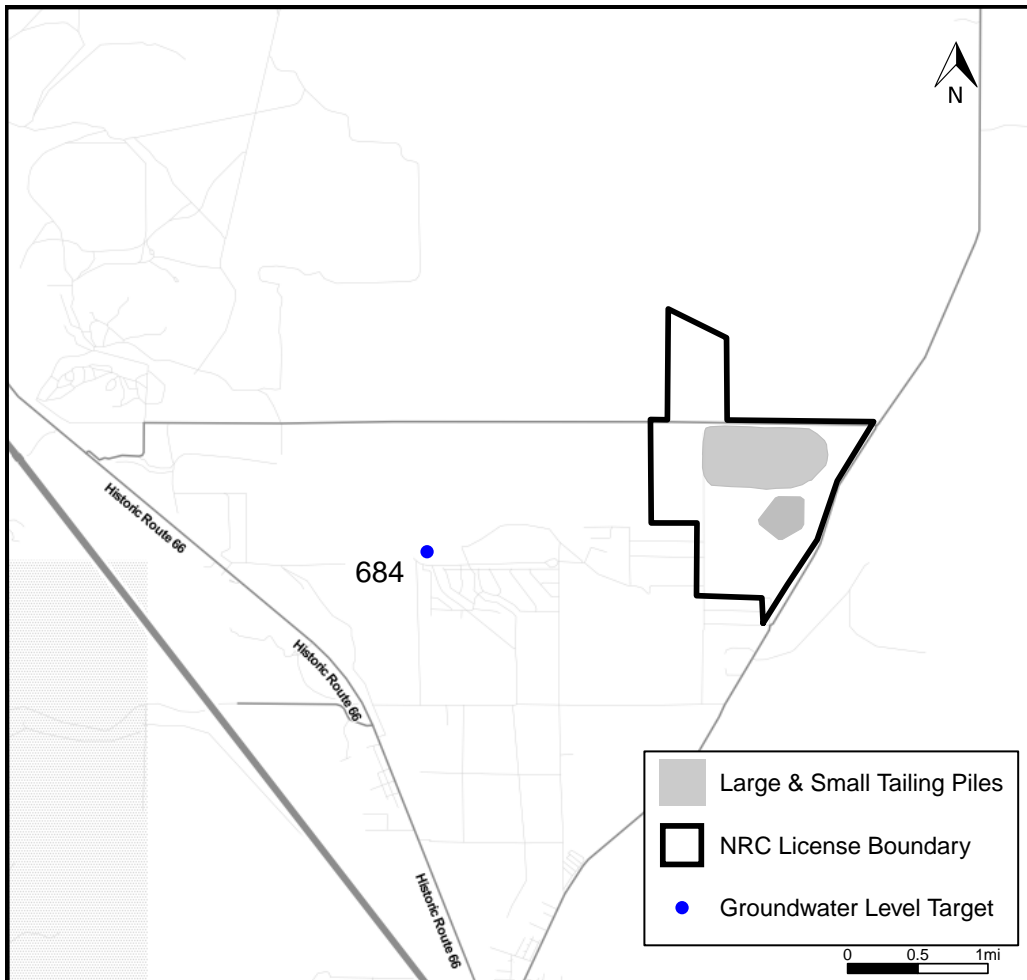 N
Historic Route 66
684
Historic Route 66
Large & Small Tailing Piles
NRC License Boundary
Historic Route 66
Groundwater Level Target
0 0.5 1mi